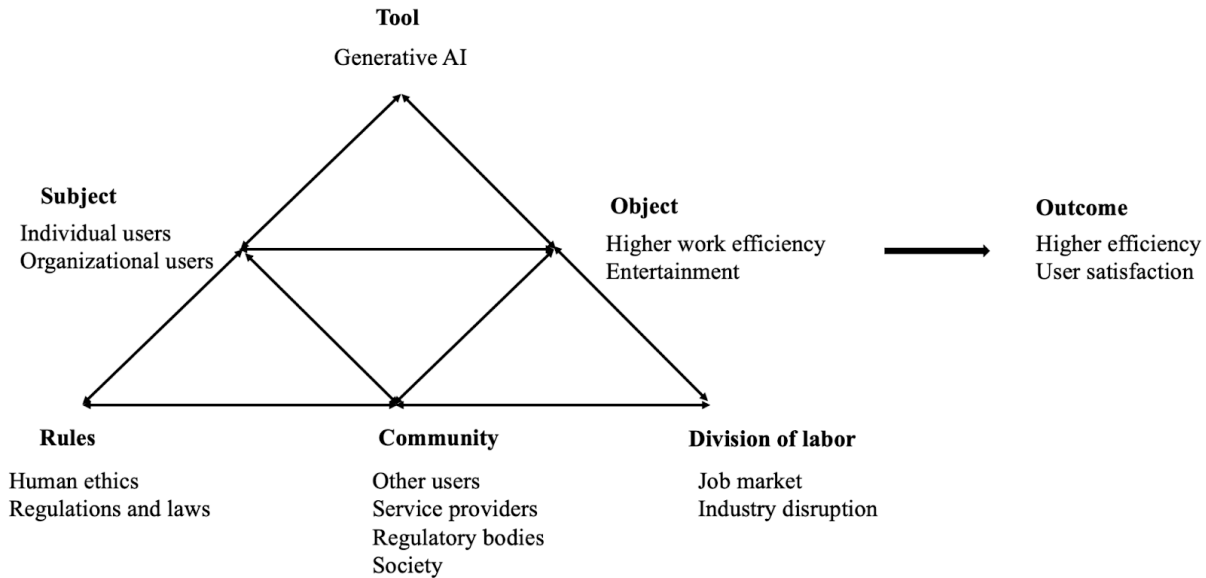 Tool
Generative AI
Subject
Individual users
Organizational users
Object
Higher work efficiency
Entertainment
Outcome
Higher efficiency
User satisfaction
Rules
Human ethics
Regulations and laws
Community
Other users
Service providers
Regulatory bodies
Society
Division of labor
Job market
Industry disruption